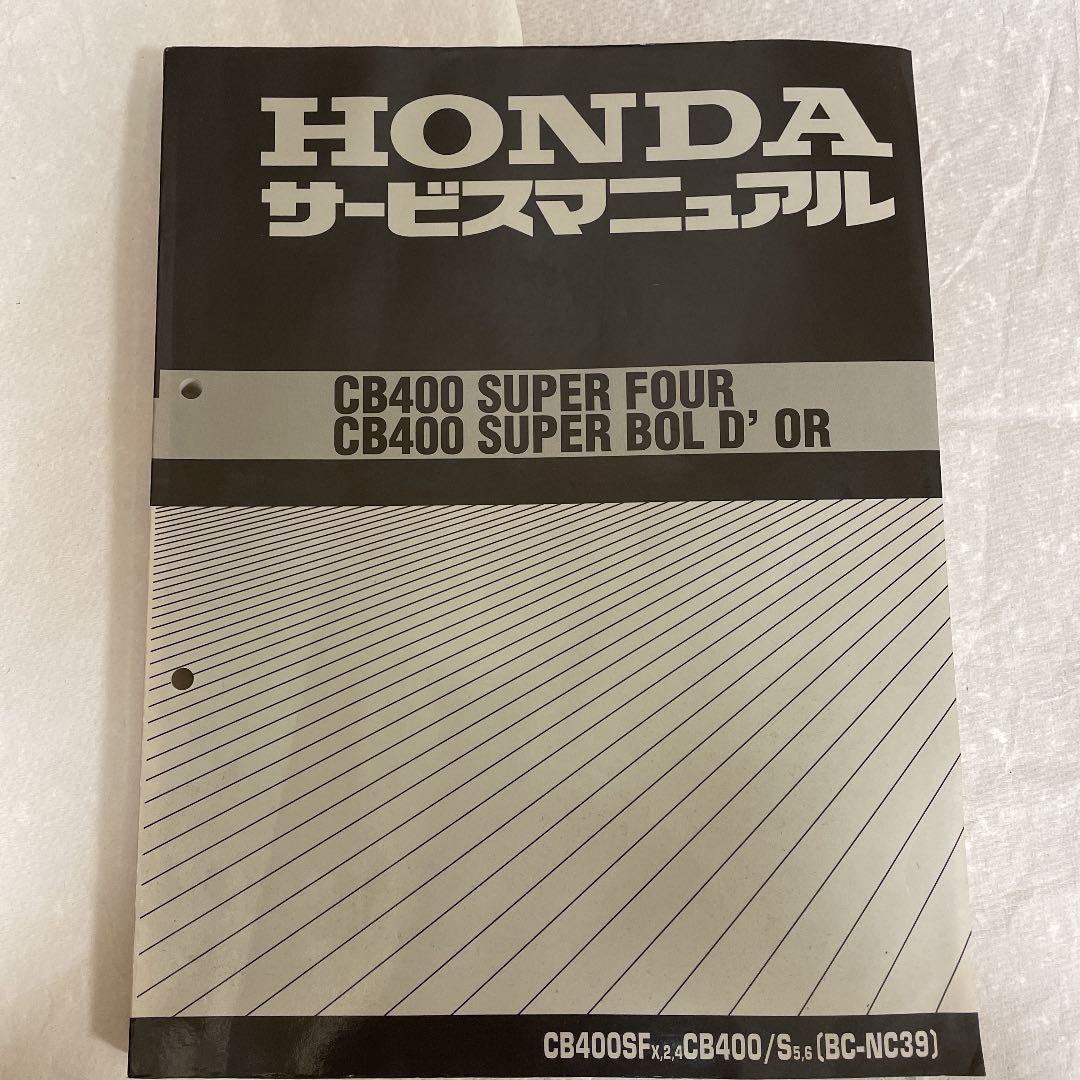 HONDA
サービスマニュアル
CB400 SUPER FOUR
CB400 SUPER BOL D' OR
CB400SFX,2,4CB400/S5,6(BC-NC39)